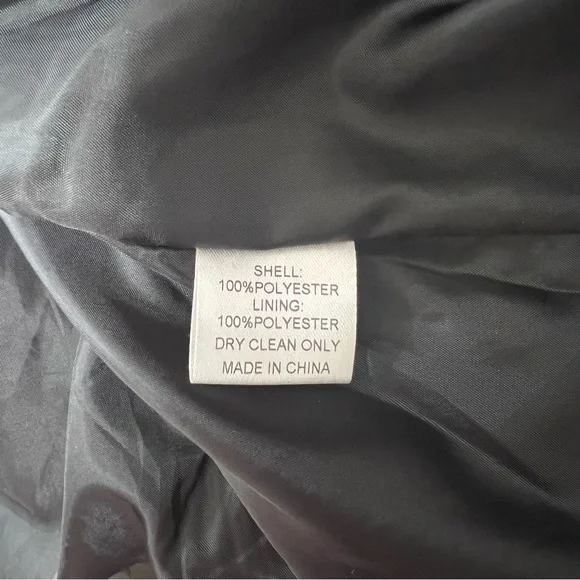 SHELL:
100%POLYESTER
LINING:
100%POLYESTER
DRY CLEAN ONLY
MADE IN CHINA